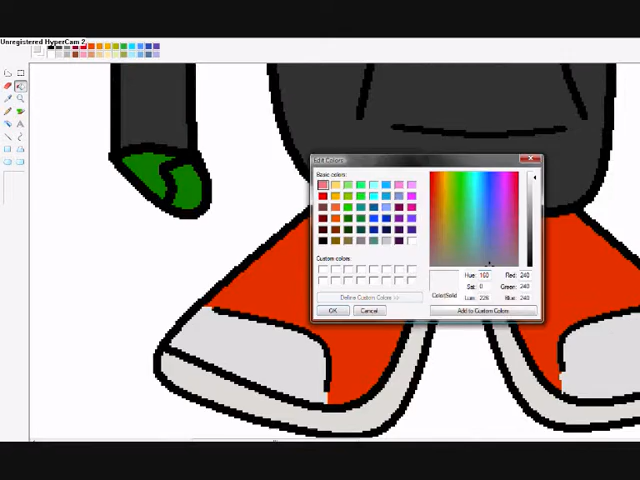 Unregistered HyperCam 2
Edit Colors
Basic colors:
Custom colors:
Define Custom Colors >>
OK Cancel
Color|Solid
Hue: 160 Red: 240
Sat: 0 Green: 240
Lum: 226 Blue: 240
Add to Custom Colors
A